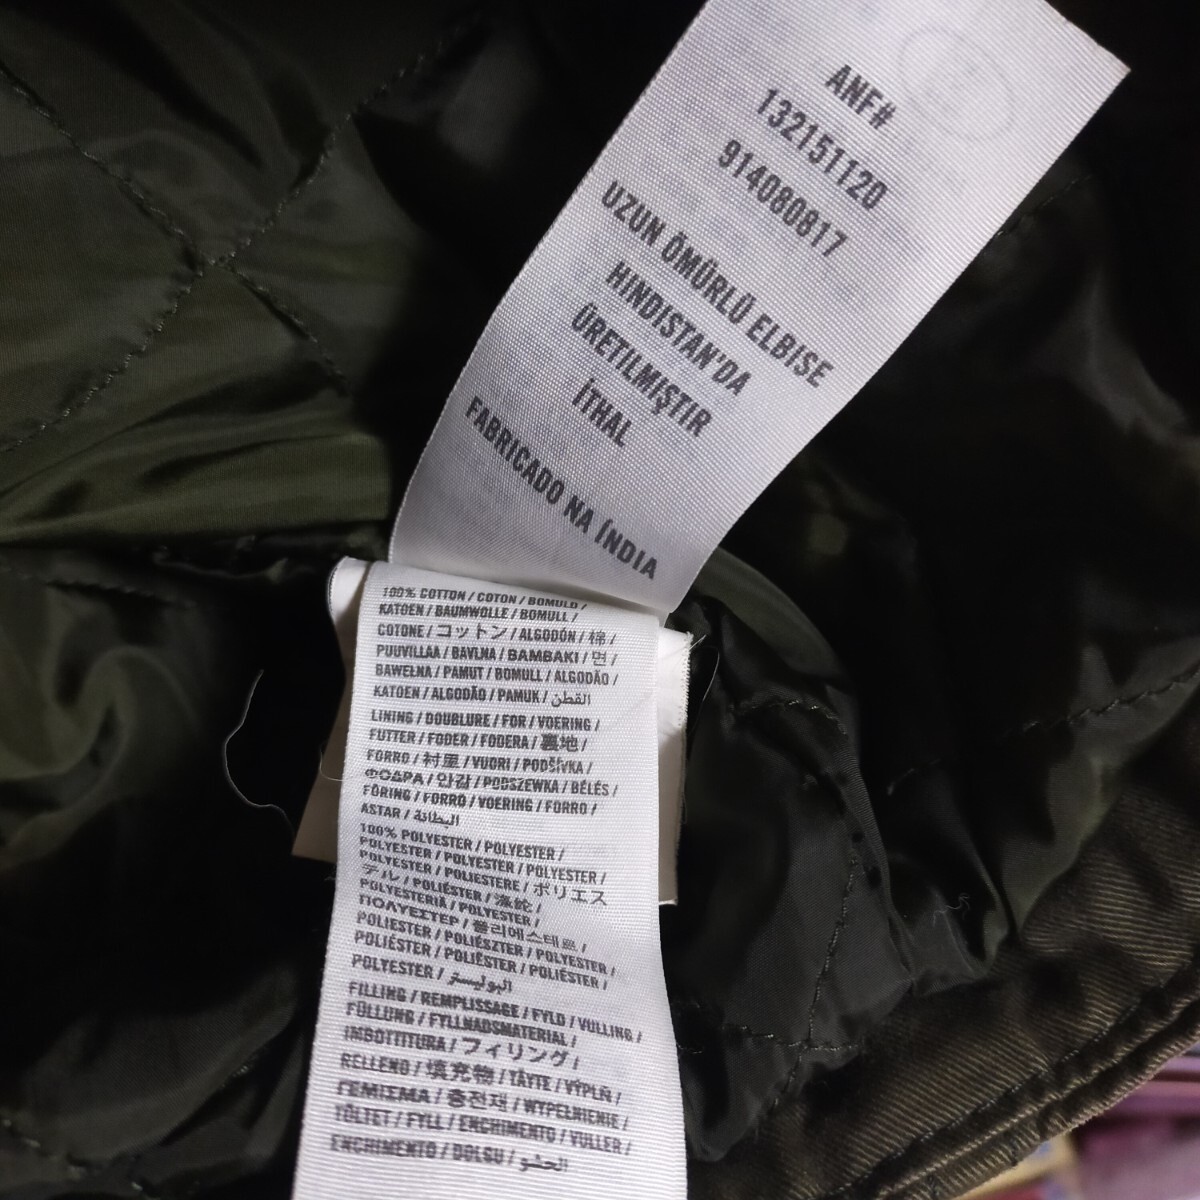 ANF#
132151120
914080817
UZUN ÖMÜRLÜ ELBISE
HINDISTAN'DA
ÜRETILMIŞTIR
İTHAL
FABRICADO NA ÍNDIA
100% COTTON / COTON / BOMULD /
KATOEN / BAUMWOLLE / BOMULL /
COTONE / コットン / ALGODÓN / 棉 /
PUUVILLAA / BAVLNA / BAMBAKI / 면 /
BAWEŁNA / PAMUT / BOMULL / ALGODÃO /
KATOEN / ALGODÃO / PAMUK / القطن
LINING / DOUBLURE / FOR / VOERING /
FUTTER / FODER / FODERA / 裏地 /
FORRO / 衬里 / VUORI / PODŠÍVKA /
ΦΟΔΡΑ / 안감 / PODSZEWKA / BÉLÉS /
FÓRING / FORRO / VOERING / FORRO /
ASTAR / البطانة
100% POLYESTER / POLYESTER /
POLYESTER / POLYESTER / POLYESTER /
POLYESTER / POLIESTERE / ポリエス
テル / POLIÉSTER / 涤纶 /
POLYESTERIÄ / POLYESTER /
ΠΟΛΥΕΣΤΕΡ / 폴리에스테르 /
POLIESTER / POLIÉSZTER / POLYESTER /
POLIÉSTER / POLIËSTER / POLIÉSTER /
POLYESTER / البوليستر
FILLING / REMPLISSAGE / FYLD / VULLING /
FÜLLUNG / FYLLNADSMATERIAL /
IMBOTTITURA / フィリング /
RELLENO / 填充物 / TÄYTE / VÝPLŇ /
ΓΕΜΙΣΜΑ / 충전재 / WYPEŁNIENIE /
TÖLTET / FYLL / ENCHIMENTO / VULLER /
ENCHIMENTO / DOLGU / الحشو